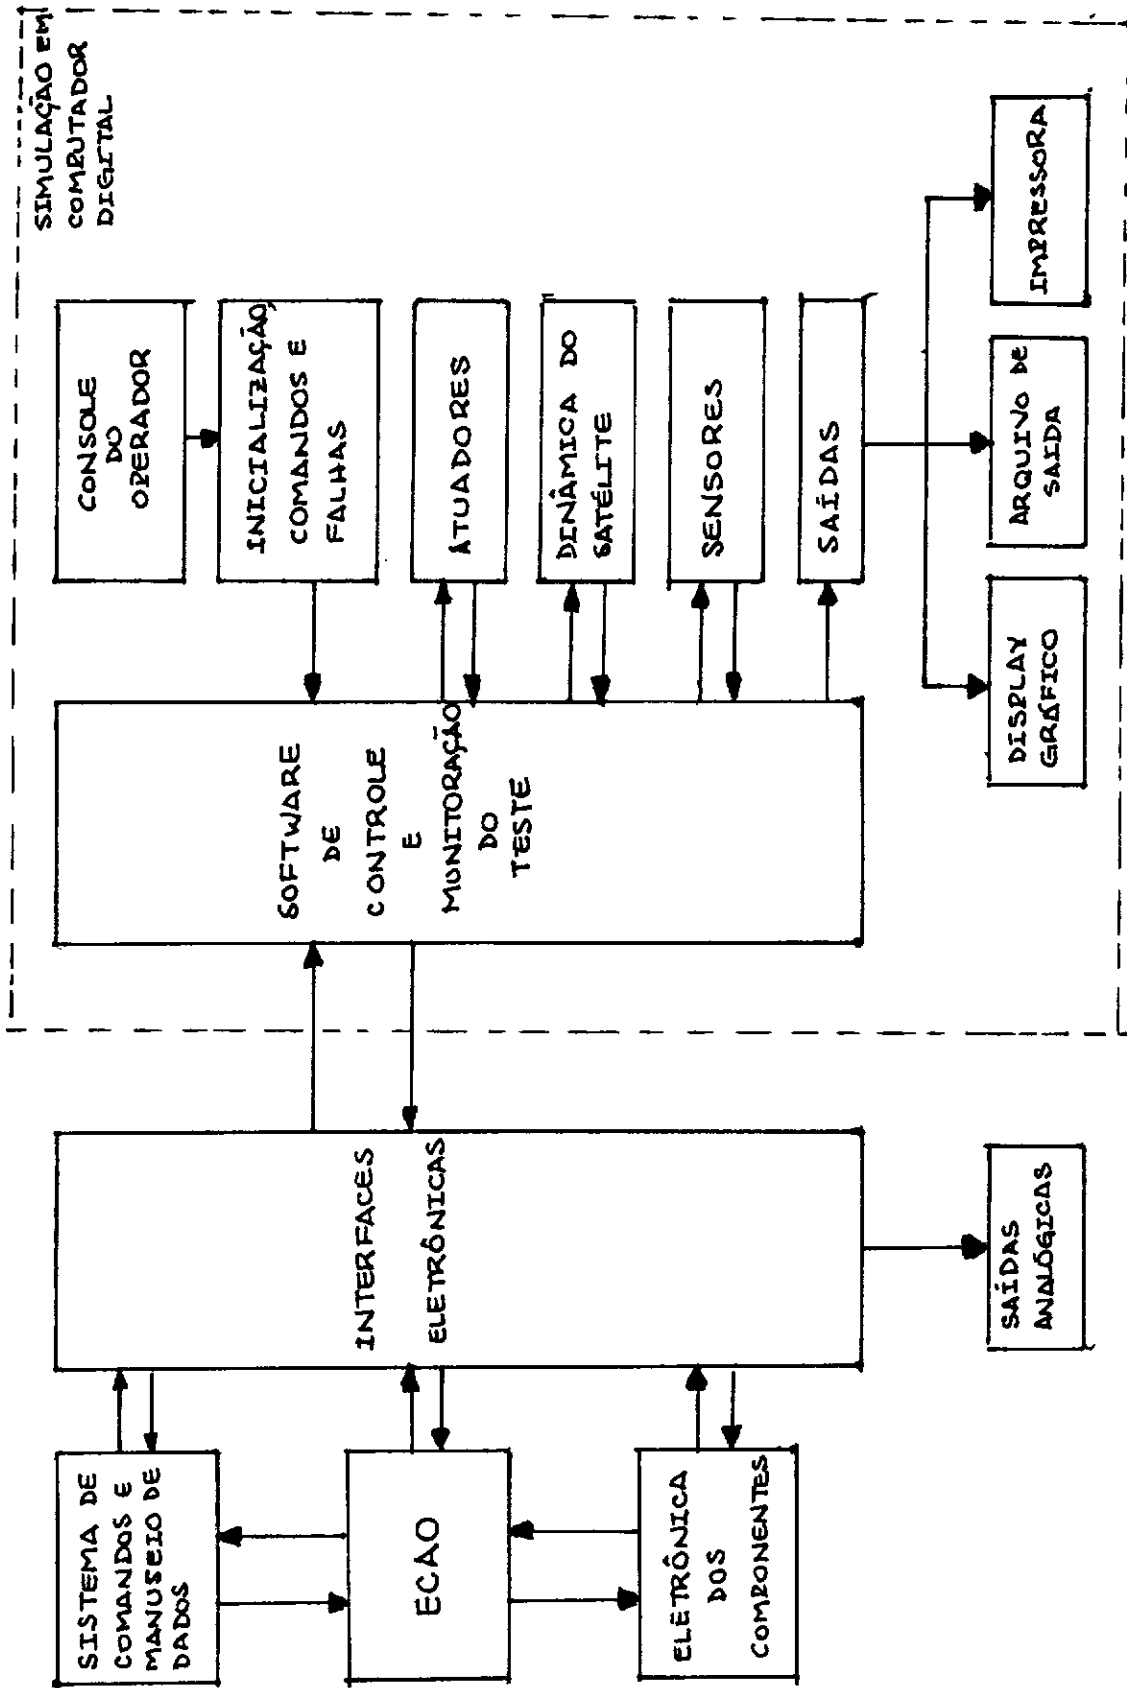 SIMULAÇÃO EM
COMPUTADOR
DIGITAL
SISTEMA DE
COMANDOS E
MANUSEIO DE
DADOS
ECAO
ELETRÔNICA
DOS
COMPONENTES
INTERFACES
ELETRÔNICAS
SAÍDAS
ANALÓGICAS
SOFTWARE
DE
CONTROLE
E
MUNITORAÇÃO
DO
TESTE
CONSOLE
DO
OPERADOR
INICIALIZAÇÃO,
COMANDOS E
FALHAS
ATUADORES
DINÂMICA DO
SATÉLITE
SENSORES
SAÍDAS
DISPLAY
GRÁFICO
ARQUIVO DE
SAIDA
IMPRESSORA